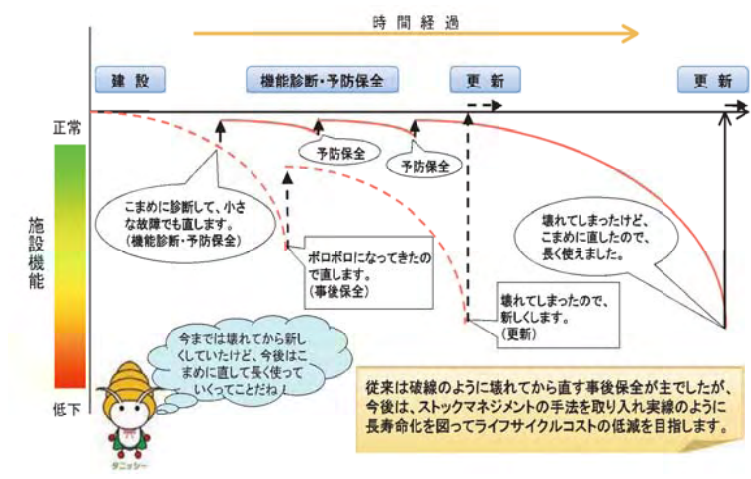 時間経過
建設
機能診断・予防保全
更新
更新
正常
施設機能
低下
予防保全
予防保全
こまめに診断して、小さ
な故障でも直します。
(機能診断・予防保全)
ボロボロになってきたの
で直します。
(事後保全)
壊れてしまったので、
新しくします。
(更新)
壊れてしまったけど、
こまめに直したので、
長く使えました。
今までは壊れてから新し
くしていたけど、今後はこ
まめに直して長く使って
いくってことだね!
タニッシー
従来は破線のように壊れてから直す事後保全が主でしたが、
今後は、ストックマネジメントの手法を取り入れ実線のように
長寿命化を図ってライフサイクルコストの低減を目指します。